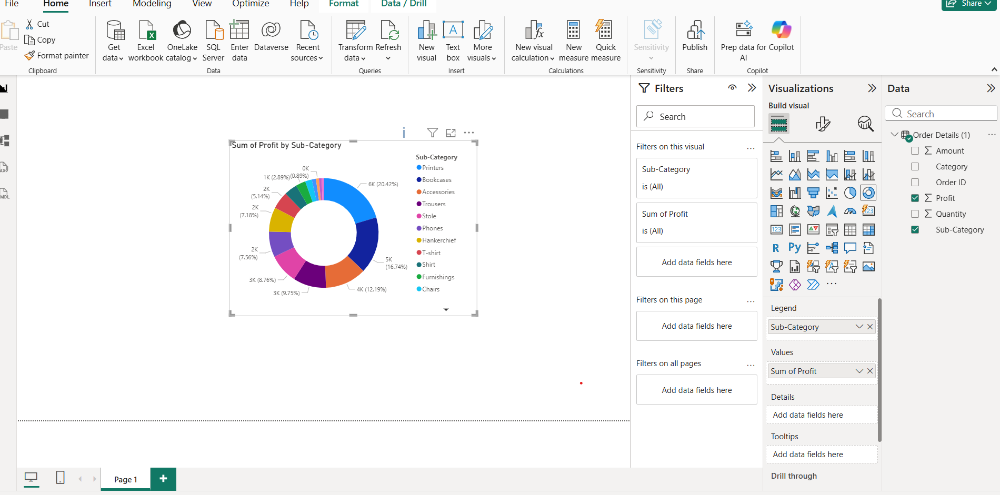 File Home Insert Modeling View Optimize Help Format Data / Drill Share
Paste
Cut
Copy
Format painter
Clipboard
Get data
Excel workbook
OneLake catalog
SQL Server
Enter data
Dataverse
Recent sources
Data
Transform data
Refresh
Queries
New visual
Text box
More visuals
Insert
New visual calculation
New measure
Quick measure
Calculations
Sensitivity
Sensitivity
Publish
Share
Prep data for AI
Copilot
Copilot
Sum of Profit by Sub-Category
0K
1K (2.89%)
(0.89%)
2K
(5.14%)
2K
(7.18%)
2K
(7.56%)
3K (8.76%)
3K (9.75%)
4K (12.19%)
5K
(16.74%)
6K (20.42%)
Sub-Category
Printers
Bookcases
Accessories
Trousers
Stole
Phones
Hankerchief
T-shirt
Shirt
Furnishings
Chairs
Page 1
Filters
Search
Filters on this visual
Sub-Category
is (All)
Sum of Profit
is (All)
Add data fields here
Filters on this page
Add data fields here
Filters on all pages
Add data fields here
Visualizations
Build visual
123
123
R Py
Legend
Sub-Category
Values
Sum of Profit
Details
Add data fields here
Tooltips
Add data fields here
Drill through
Data
Search
Order Details (1)
Amount
Category
Order ID
Profit
Quantity
Sub-Category